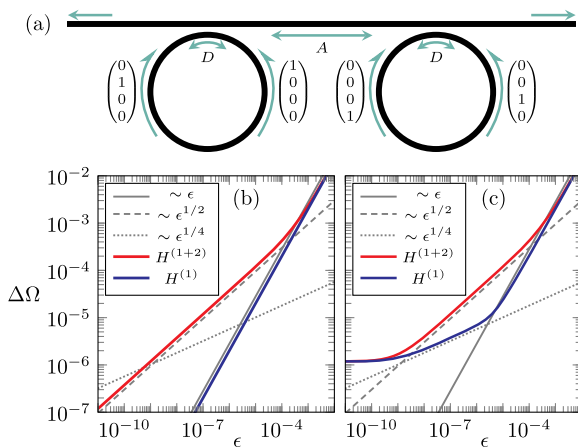 (a)
D
A
D
(0 1 0 0)
(1 0 0 0)
(0 0 0 1)
(0 0 1 0)
(b)
(c)
ΔΩ
10^{-2}
10^{-3}
10^{-4}
10^{-5}
10^{-6}
10^{-7}
∼ ϵ
∼ ϵ^{1/2}
∼ ϵ^{1/4}
H^{(1+2)}
H^{(1)}
∼ ϵ
∼ ϵ^{1/2}
∼ ϵ^{1/4}
H^{(1+2)}
H^{(1)}
10^{-10}
10^{-7}
10^{-4}
10^{-10}
10^{-7}
10^{-4}
ϵ
ϵ